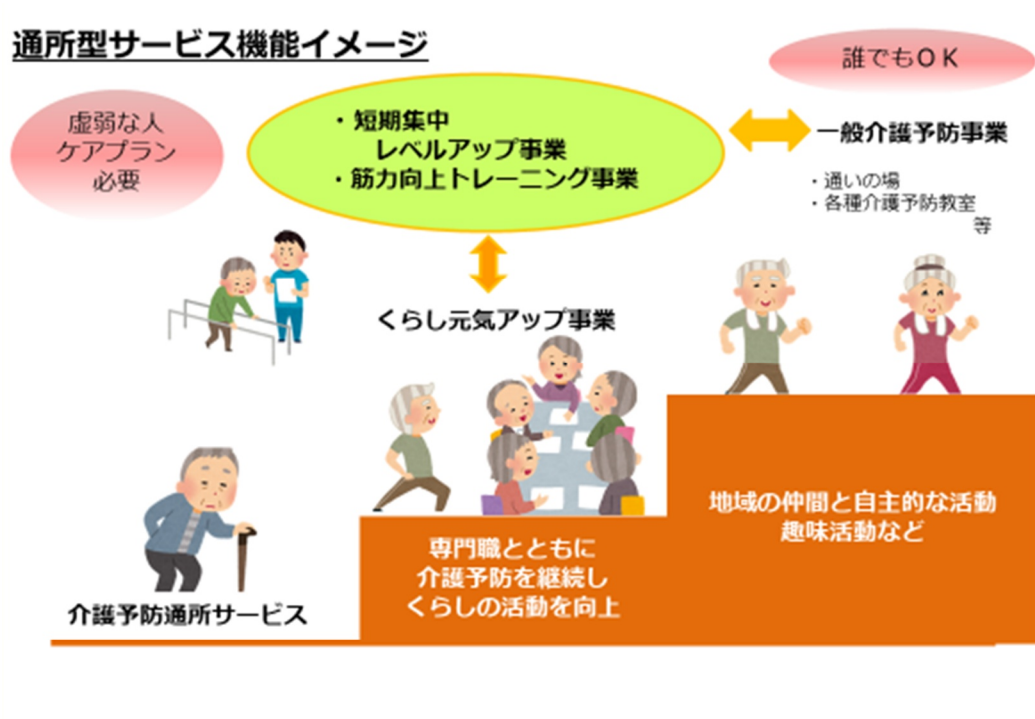 通所型サービス機能イメージ
誰でもＯＫ
虚弱な人
ケアプラン
必要
・短期集中
レベルアップ事業
・筋力向上トレーニング事業
一般介護予防事業
・通いの場
・各種介護予防教室
等
くらし元気アップ事業
介護予防通所サービス
専門職とともに
介護予防を継続し
くらしの活動を向上
地域の仲間と自主的な活動
趣味活動など